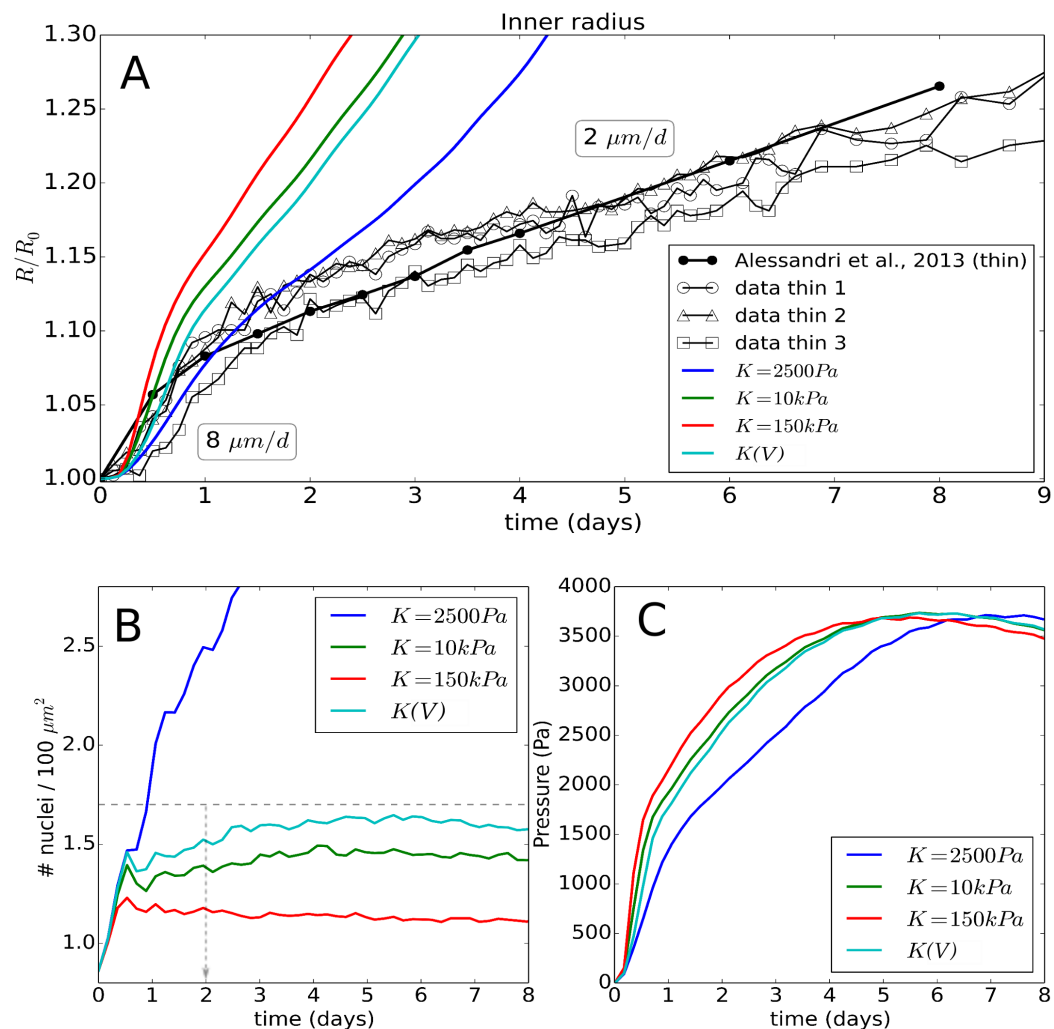 Inner radius
A
R/R0
1.30
1.25
1.20
1.15
1.10
1.05
1.00
2 μm/d
8 μm/d
Alessandri et al., 2013 (thin)
data thin 1
data thin 2
data thin 3
K=2500Pa
K=10kPa
K=150kPa
K(V)
0 1 2 3 4 5 6 7 8 9
time (days)
B
# nuclei / 100 μm²
2.5
2.0
1.5
1.0
K=2500Pa
K=10kPa
K=150kPa
K(V)
0 1 2 3 4 5 6 7 8
time (days)
C
Pressure (Pa)
4000
3500
3000
2500
2000
1500
1000
500
0
K=2500Pa
K=10kPa
K=150kPa
K(V)
0 1 2 3 4 5 6 7 8
time (days)